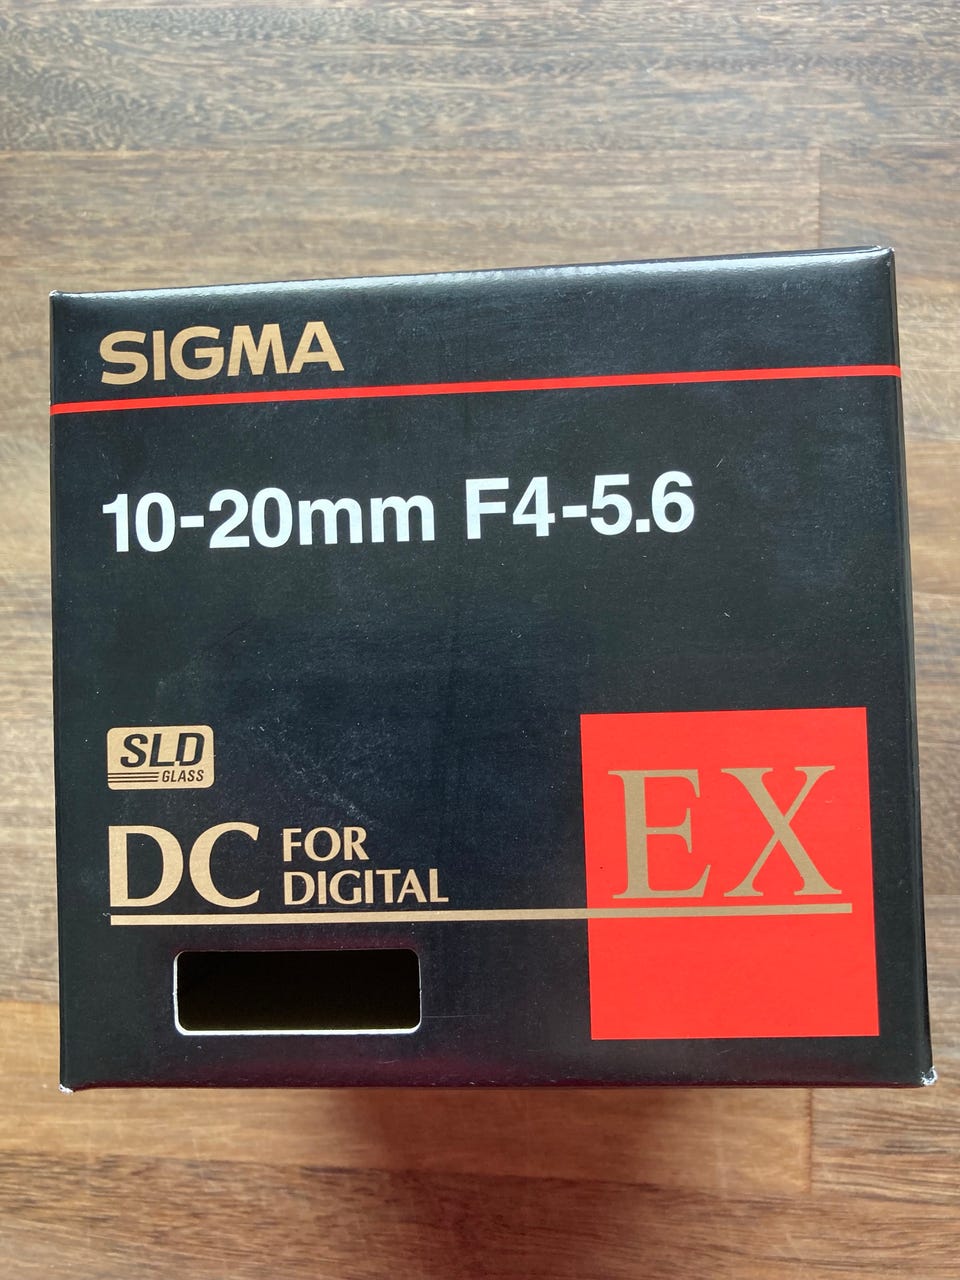 SIGMA
10-20mm F4-5.6
SLD
GLASS
DC FOR DIGITAL
EX